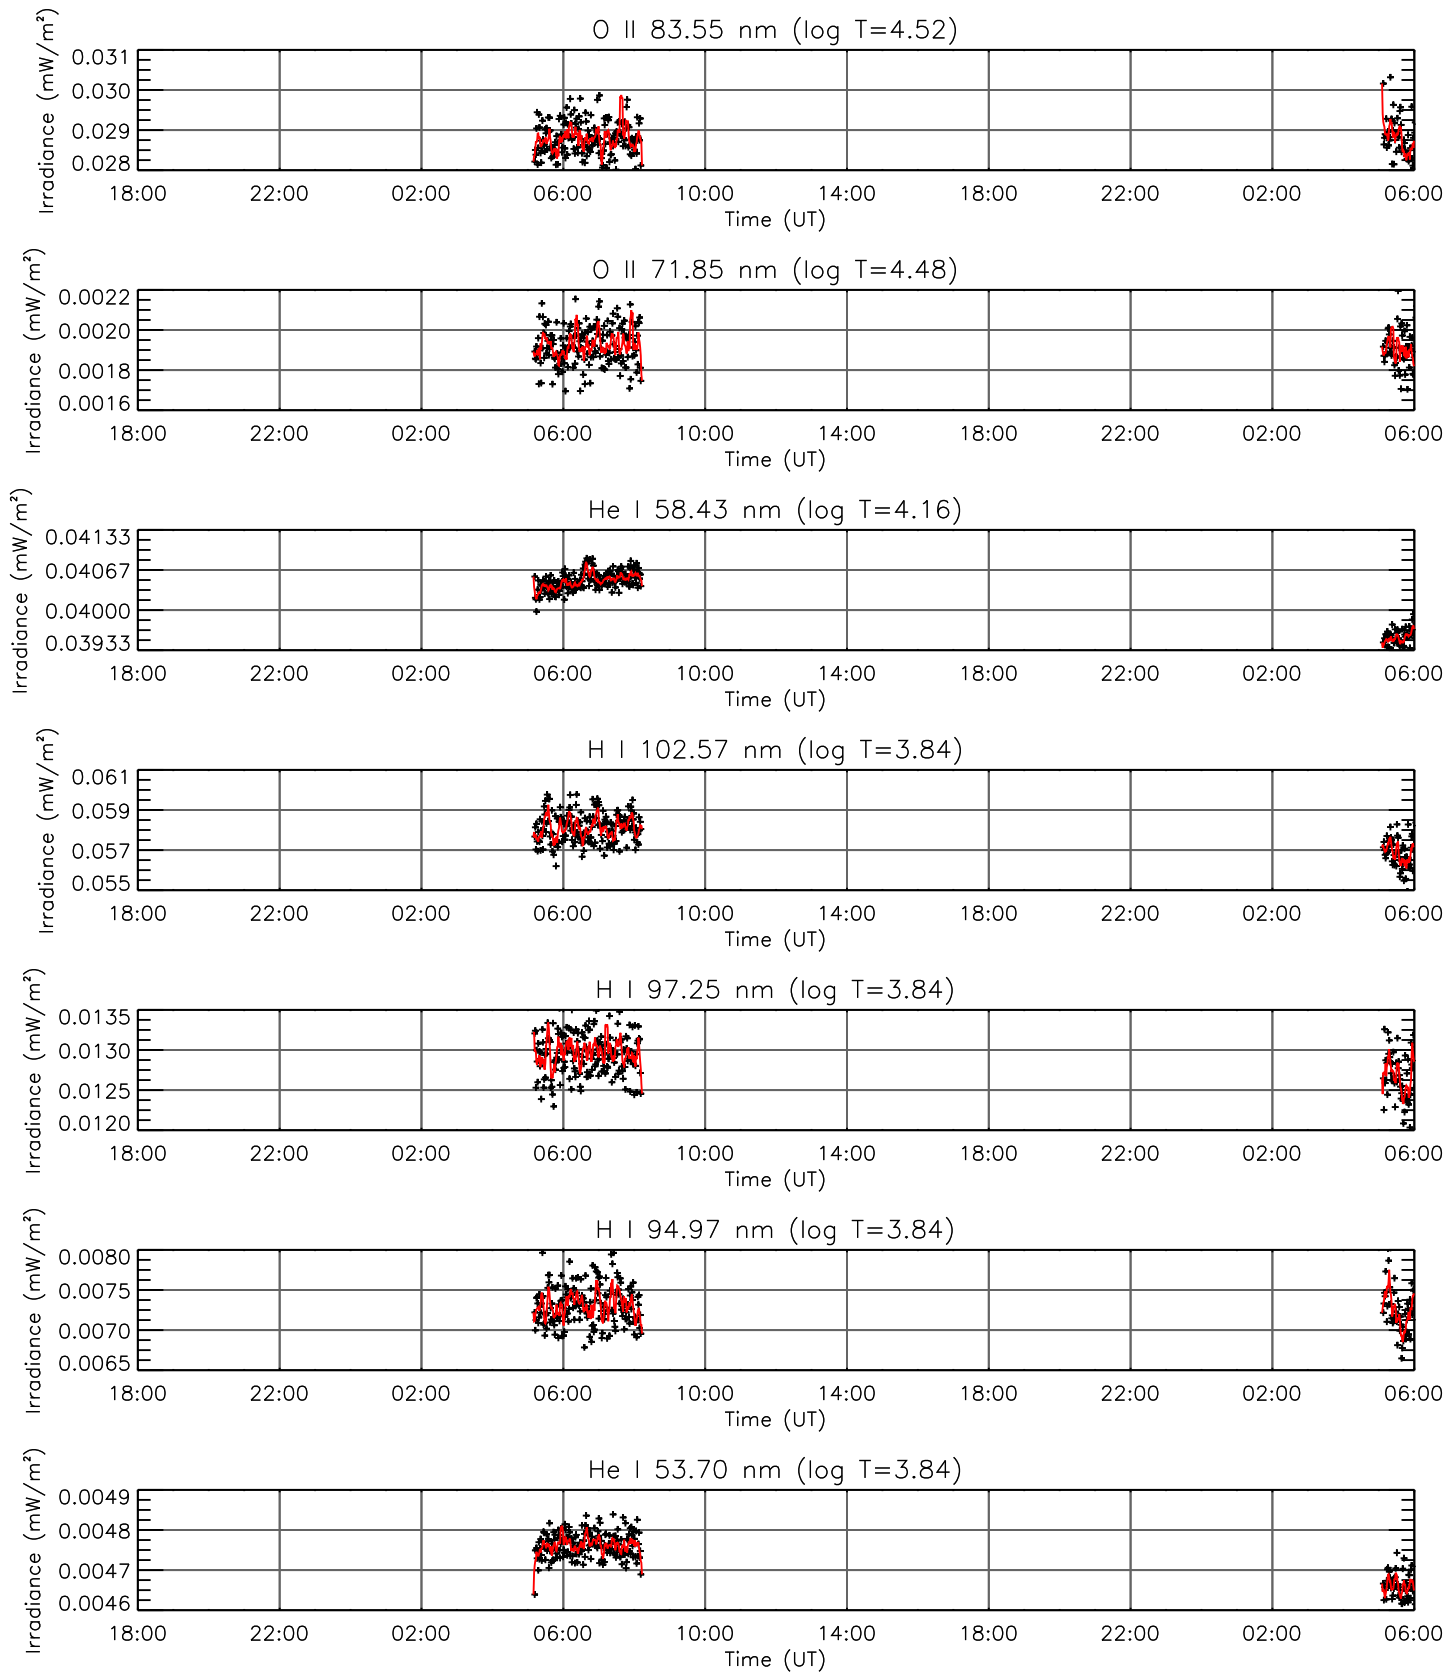 O II 83.55 nm (log T=4.52)
Irradiance (mW/m²)
0.031
0.030
0.029
0.028
18:00 22:00 02:00 06:00 10:00 14:00 18:00 22:00 02:00 06:00
Time (UT)
O II 71.85 nm (log T=4.48)
Irradiance (mW/m²)
0.0022
0.0020
0.0018
0.0016
18:00 22:00 02:00 06:00 10:00 14:00 18:00 22:00 02:00 06:00
Time (UT)
He I 58.43 nm (log T=4.16)
Irradiance (mW/m²)
0.04133
0.04067
0.04000
0.03933
18:00 22:00 02:00 06:00 10:00 14:00 18:00 22:00 02:00 06:00
Time (UT)
H I 102.57 nm (log T=3.84)
Irradiance (mW/m²)
0.061
0.059
0.057
0.055
18:00 22:00 02:00 06:00 10:00 14:00 18:00 22:00 02:00 06:00
Time (UT)
H I 97.25 nm (log T=3.84)
Irradiance (mW/m²)
0.0135
0.0130
0.0125
0.0120
18:00 22:00 02:00 06:00 10:00 14:00 18:00 22:00 02:00 06:00
Time (UT)
H I 94.97 nm (log T=3.84)
Irradiance (mW/m²)
0.0080
0.0075
0.0070
0.0065
18:00 22:00 02:00 06:00 10:00 14:00 18:00 22:00 02:00 06:00
Time (UT)
He I 53.70 nm (log T=3.84)
Irradiance (mW/m²)
0.0049
0.0048
0.0047
0.0046
18:00 22:00 02:00 06:00 10:00 14:00 18:00 22:00 02:00 06:00
Time (UT)